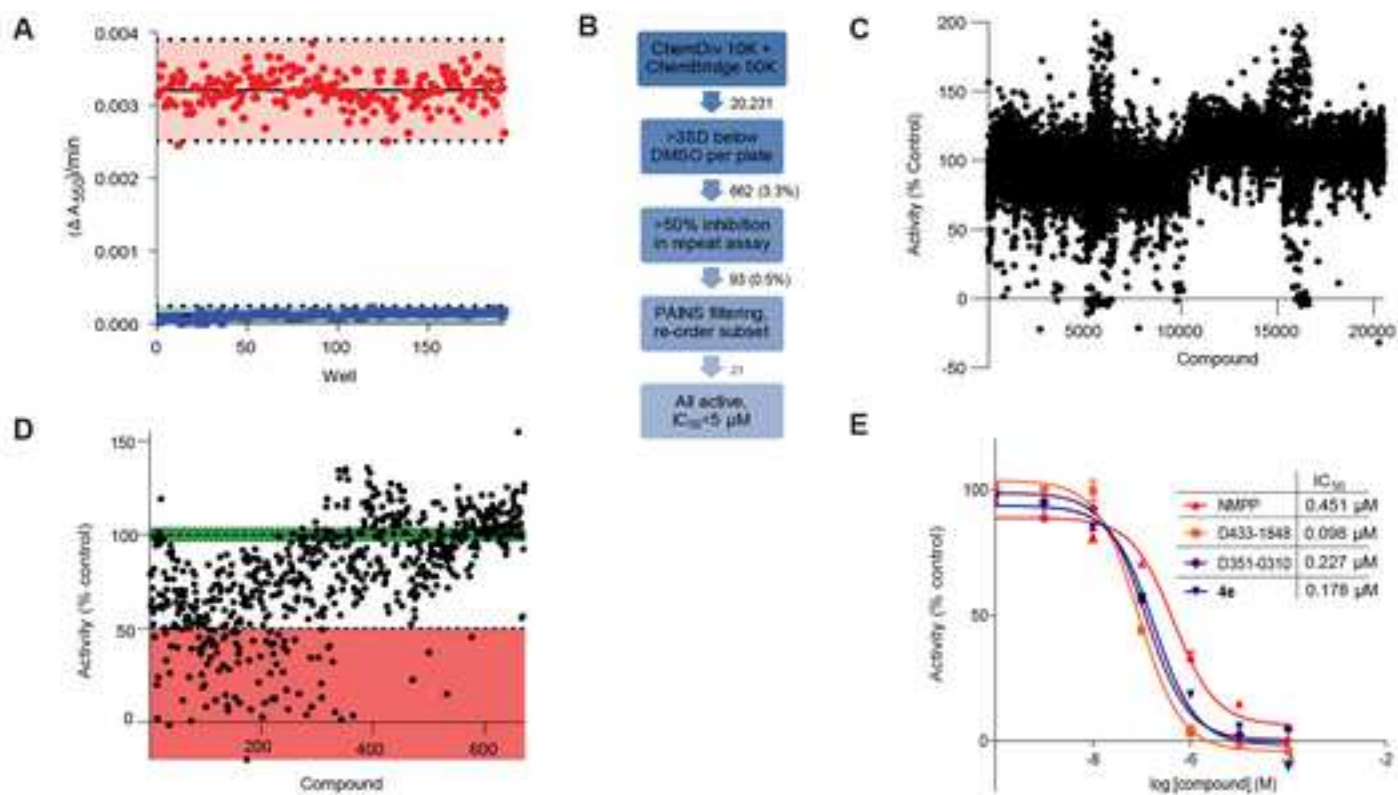 A
(Δ A550)/min
0.004
0.003
0.002
0.001
0.000
0
50
100
150
Well
B
ChemDiv 10K +
ChemBridge 50K
20,231
>3SD below
DMSO per plate
662 (3.3%)
>50% inhibition
in repeat assay
93 (0.5%)
PAINS filtering,
re-order subset
21
All active,
IC50<5 µM
C
Activity (% Control)
200
150
100
50
0
-50
5000
10000
15000
20000
Compound
D
Activity (% control)
150
100
50
0
200
400
600
Compound
E
Activity (% control)
100
50
0
-8
-6
-2
log [compound] (M)
IC50
NMPP 0.451 µM
D433-1848 0.098 µM
D351-0310 0.227 µM
4e 0.178 µM